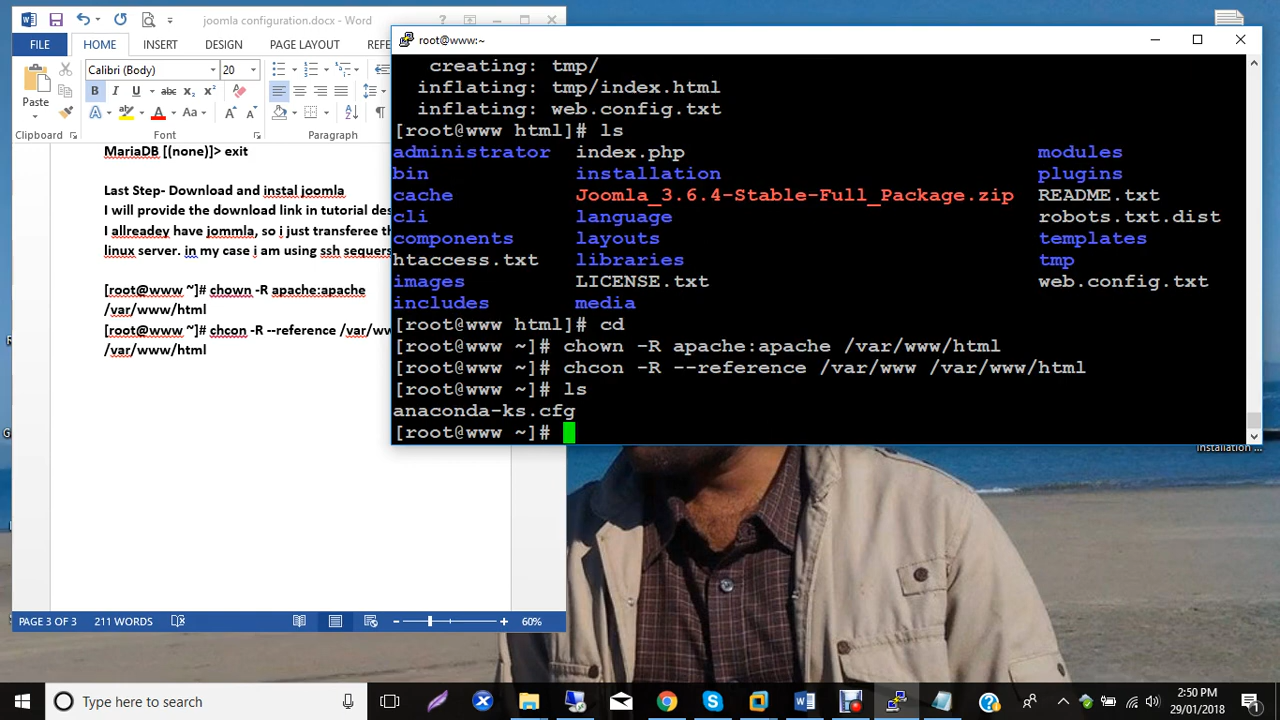 joomla configuration.docx - Word
FILE
HOME
INSERT
DESIGN
PAGE LAYOUT
REFE
Paste
Calibri (Body)
20
B
I
U
abc
Aa
A
Font
Paragraph
MariaDB [(none)]> exit
Last Step- Download and instal joomla
I will provide the download link in tutorial des
I allreadey have jommla, so i just transferee th
linux server. in my case i am using ssh sequers
[root@www ~]# chown -R apache:apache
/var/www/html
[root@www ~]# chcon -R --reference /var/ww
/var/www/html
PAGE 3 OF 3 211 WORDS
60%
root@www:~
creating: tmp/
inflating: tmp/index.html
inflating: web.config.txt
[root@www html]# ls
administrator index.php modules
bin installation plugins
cache Joomla_3.6.4-Stable-Full_Package.zip README.txt
cli language robots.txt.dist
components layouts templates
htaccess.txt libraries tmp
images LICENSE.txt web.config.txt
includes media
[root@www html]# cd
[root@www ~]# chown -R apache:apache /var/www/html
[root@www ~]# chcon -R --reference /var/www /var/www/html
[root@www ~]# ls
anaconda-ks.cfg
[root@www ~]#
Installation ...
Type here to search
2:50 PM
29/01/2018